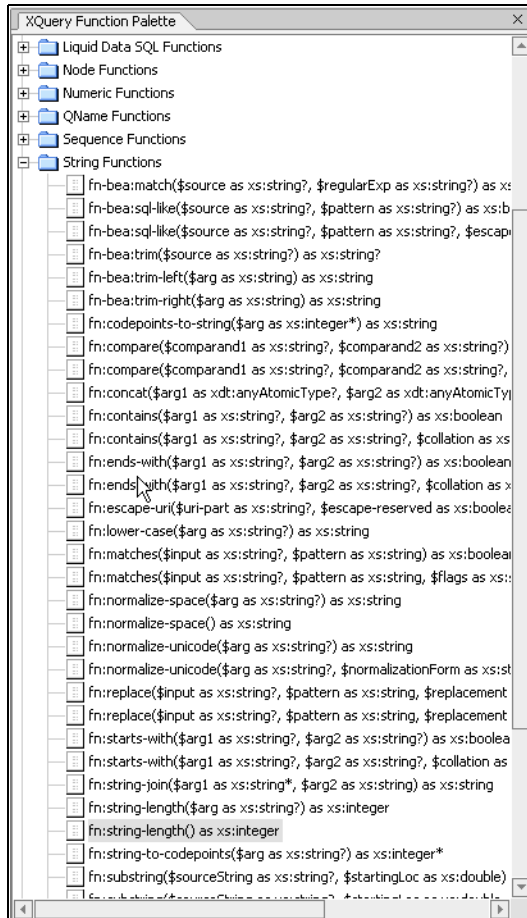 XQuery Function Palette
Liquid Data SQL Functions
Node Functions
Numeric Functions
QName Functions
Sequence Functions
String Functions
fn-bea:match($source as xs:string?, $regularExp as xs:string?) as xs
fn-bea:sql-like($source as xs:string?, $pattern as xs:string?) as xs:b
fn-bea:sql-like($source as xs:string?, $pattern as xs:string?, $escap
fn-bea:trim($source as xs:string?) as xs:string?
fn-bea:trim-left($arg as xs:string) as xs:string
fn-bea:trim-right($arg as xs:string) as xs:string
fn:codepoints-to-string($arg as xs:integer*) as xs:string
fn:compare($comparand1 as xs:string?, $comparand2 as xs:string?)
fn:compare($comparand1 as xs:string?, $comparand2 as xs:string?,
fn:concat($arg1 as xdt:anyAtomicType?, $arg2 as xdt:anyAtomicTyp
fn:contains($arg1 as xs:string?, $arg2 as xs:string?) as xs:boolean
fn:contains($arg1 as xs:string?, $arg2 as xs:string?, $collation as xs
fn:ends-with($arg1 as xs:string?, $arg2 as xs:string?) as xs:boolean
fn:ends-with($arg1 as xs:string?, $arg2 as xs:string?, $collation as x
fn:escape-uri($uri-part as xs:string?, $escape-reserved as xs:boolea
fn:lower-case($arg as xs:string?) as xs:string
fn:matches($input as xs:string?, $pattern as xs:string) as xs:boolea
fn:matches($input as xs:string?, $pattern as xs:string, $flags as xs:s
fn:normalize-space($arg as xs:string?) as xs:string
fn:normalize-space() as xs:string
fn:normalize-unicode($arg as xs:string?) as xs:string
fn:normalize-unicode($arg as xs:string?, $normalizationForm as xs:st
fn:replace($input as xs:string?, $pattern as xs:string, $replacement
fn:replace($input as xs:string?, $pattern as xs:string, $replacement
fn:starts-with($arg1 as xs:string?, $arg2 as xs:string?) as xs:boolea
fn:starts-with($arg1 as xs:string?, $arg2 as xs:string?, $collation as
fn:string-join($arg1 as xs:string*, $arg2 as xs:string) as xs:string
fn:string-length($arg as xs:string?) as xs:integer
fn:string-length() as xs:integer
fn:string-to-codepoints($arg as xs:string?) as xs:integer*
fn:substring($sourceString as xs:string?, $startingLoc as xs:double)